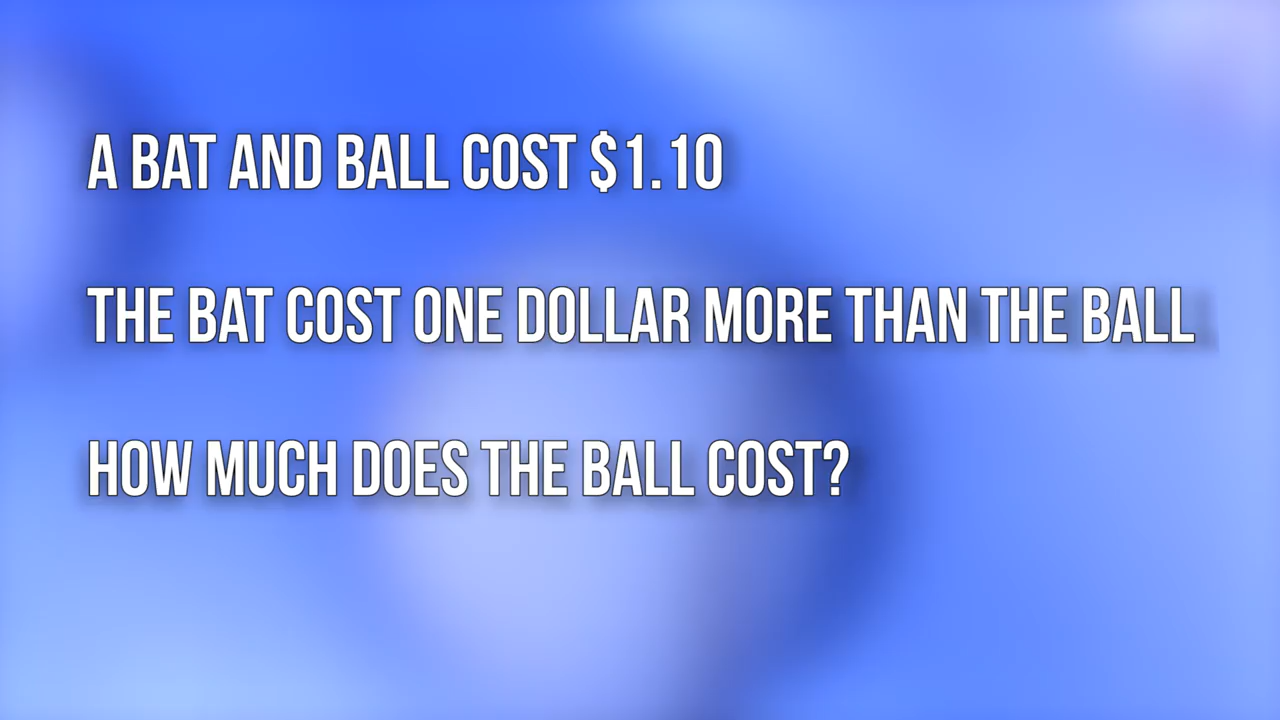 A BAT AND BALL COST $1.10
THE BAT COST ONE DOLLAR MORE THAN THE BALL
HOW MUCH DOES THE BALL COST?